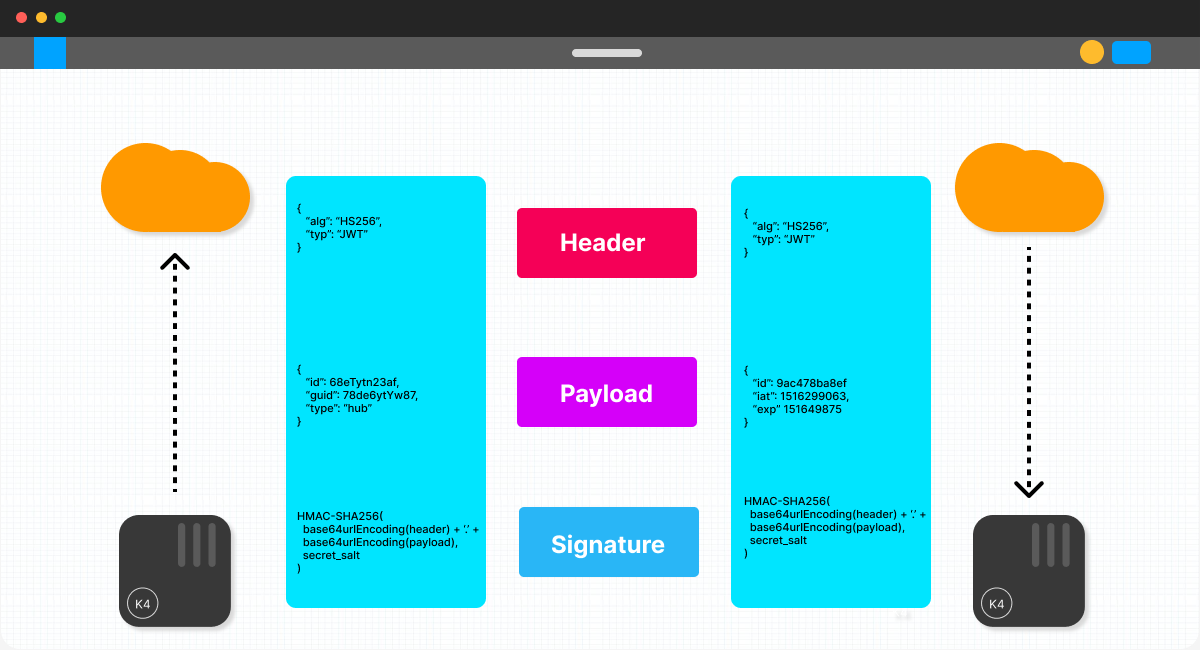 {
“alg”: “HS256”,
“typ”: “JWT”
}
{
“id”: 68eTytn23af,
“guid”: 78de6ytYw87,
“type”: “hub”
}
HMAC-SHA256(
base64urlEncoding(header) + ‘.’ +
base64urlEncoding(payload),
secret_salt
)
Header
Payload
Signature
{
“alg”: “HS256”,
“typ”: “JWT”
}
{
“id”: 9ac478ba8ef
“iat”: 1516299063,
“exp” 151649875
}
HMAC-SHA256(
base64urlEncoding(header) + ‘.’ +
base64urlEncoding(payload),
secret_salt
)
K4
K4